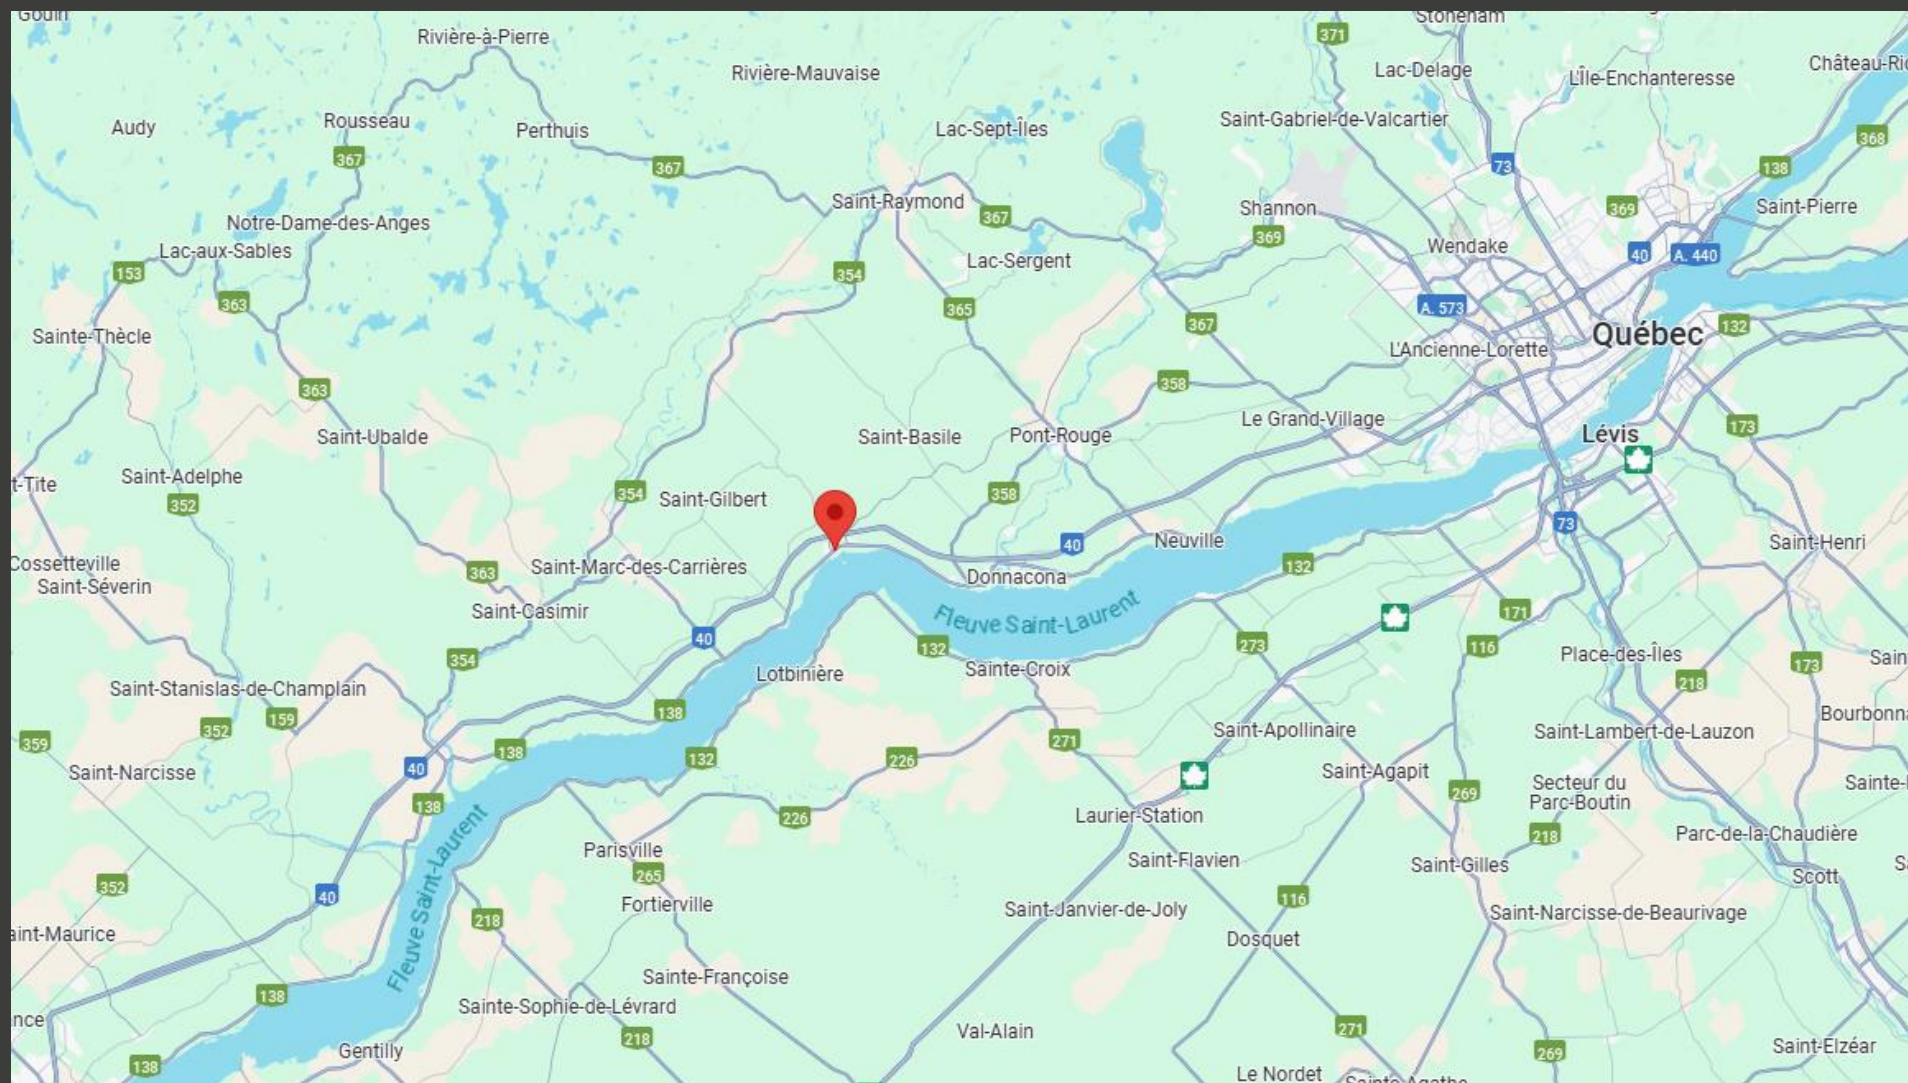 Gouin
Rivière-à-Pierre
Rivière-Mauvaise
Stoneham
371
Lac-Delage
L'Île-Enchanteresse
Audy
Rousseau
Perthuis
Lac-Sept-Îles
Saint-Gabriel-de-Valcartier
368
367
367
73
138
Saint-Raymond
367
Shannon
369
369
Saint-Pierre
Notre-Dame-des-Anges
Lac-aux-Sables
Lac-Sergent
Wendake
40
A. 440
153
363
354
365
A. 573
367
Québec
132
Sainte-Thècle
L'Ancienne-Lorette
363
358
Le Grand-Village
Saint-Ubalde
Saint-Basile
Pont-Rouge
Lévis
173
Saint-Adelphe
352
354
Saint-Gilbert
358
73
40
Neuville
Saint-Henri
Cossetteville
Saint-Séverin
363
Saint-Marc-des-Carrières
Donnacona
132
Saint-Casimir
Fleuve Saint-Laurent
171
40
132
273
116
354
Lotbinière
Sainte-Croix
Place-des-Îles
173
218
Saint-Stanislas-de-Champlain
352
159
138
359
138
132
226
271
Saint-Apollinaire
Saint-Lambert-de-Lauzon
Saint-Narcisse
40
138
226
Saint-Agapit
269
Secteur du
Parc-Boutin
218
Laurier-Station
Parc-de-la-Chaudière
Fleuve Saint-Laurent
Parisville
265
Saint-Flavien
Saint-Gilles
Scott
352
40
218
Fortierville
Saint-Janvier-de-Joly
116
Saint-Narcisse-de-Beaurivage
Dosquet
138
Sainte-Françoise
Sainte-Sophie-de-Lévrard
218
Val-Alain
271
269
Saint-Elzéar
138
Gentilly
Le Nordet
Sainte-Agathe